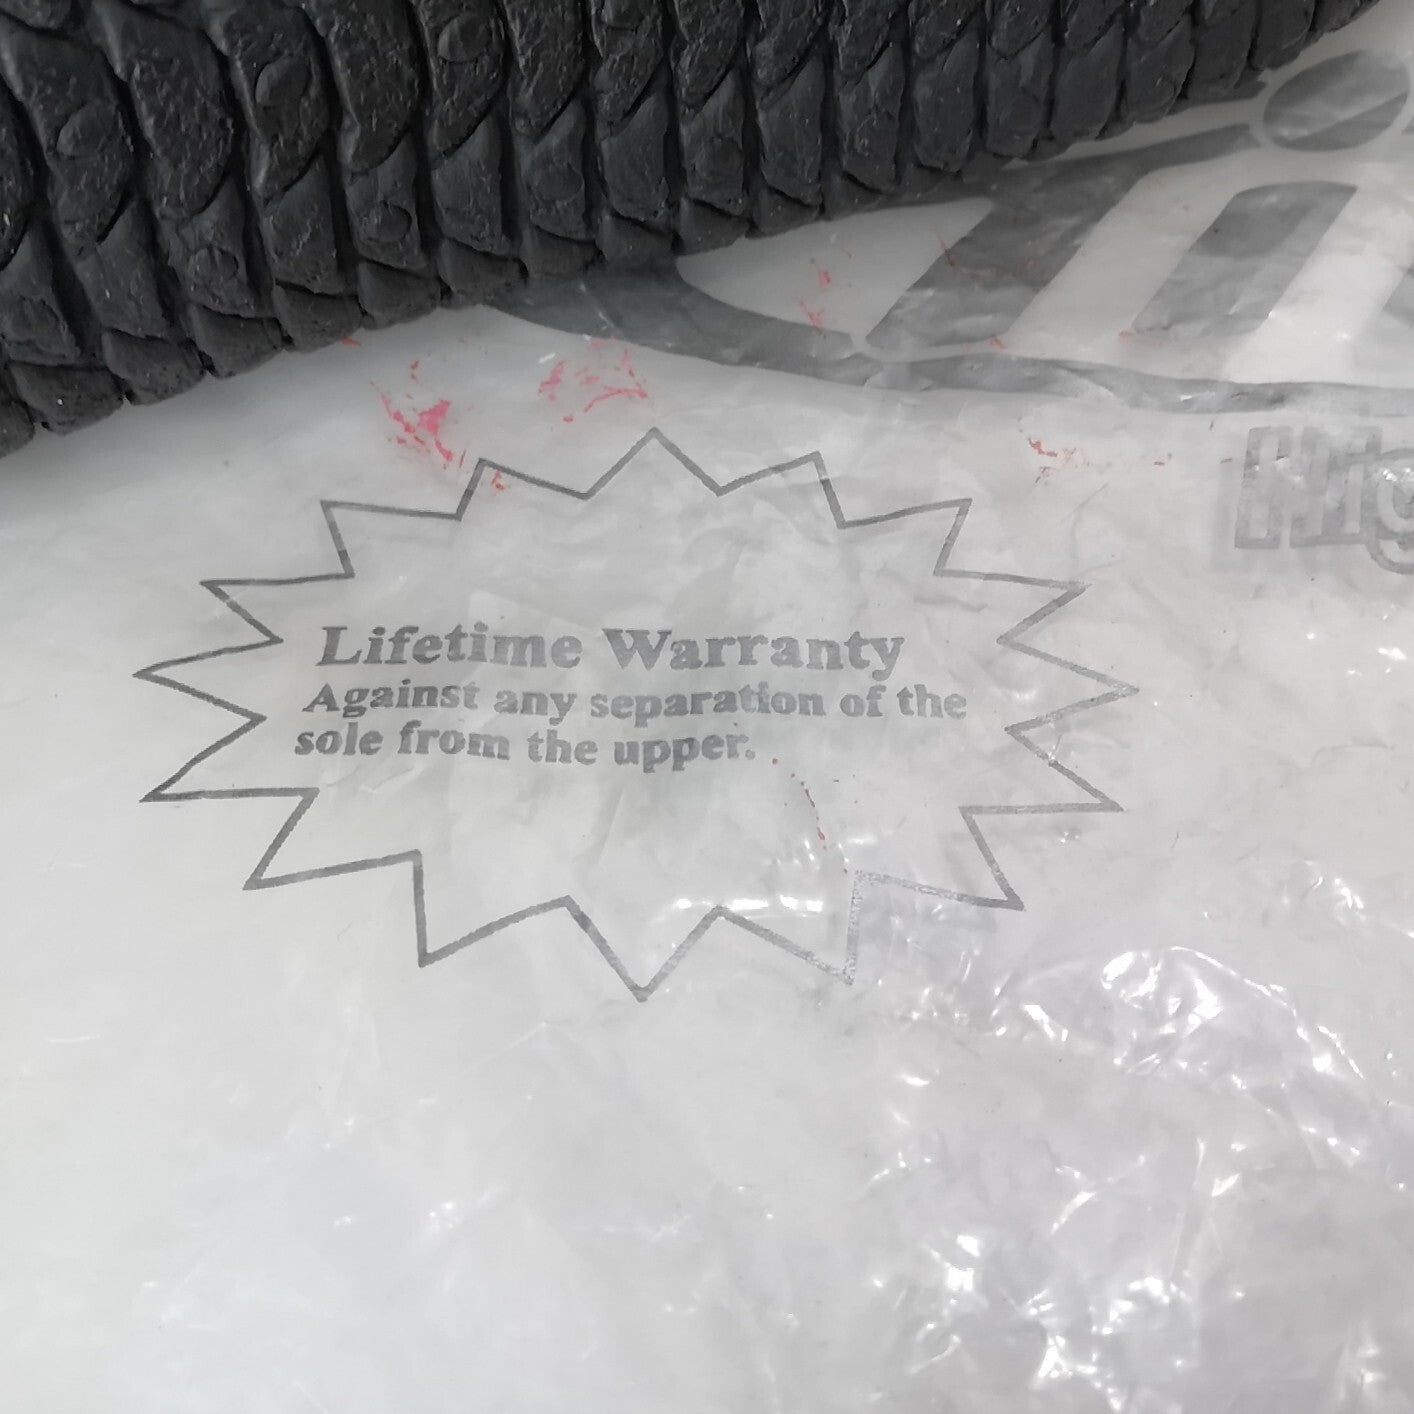 Lifetime Warranty
Against any separation of the
sole from the upper.